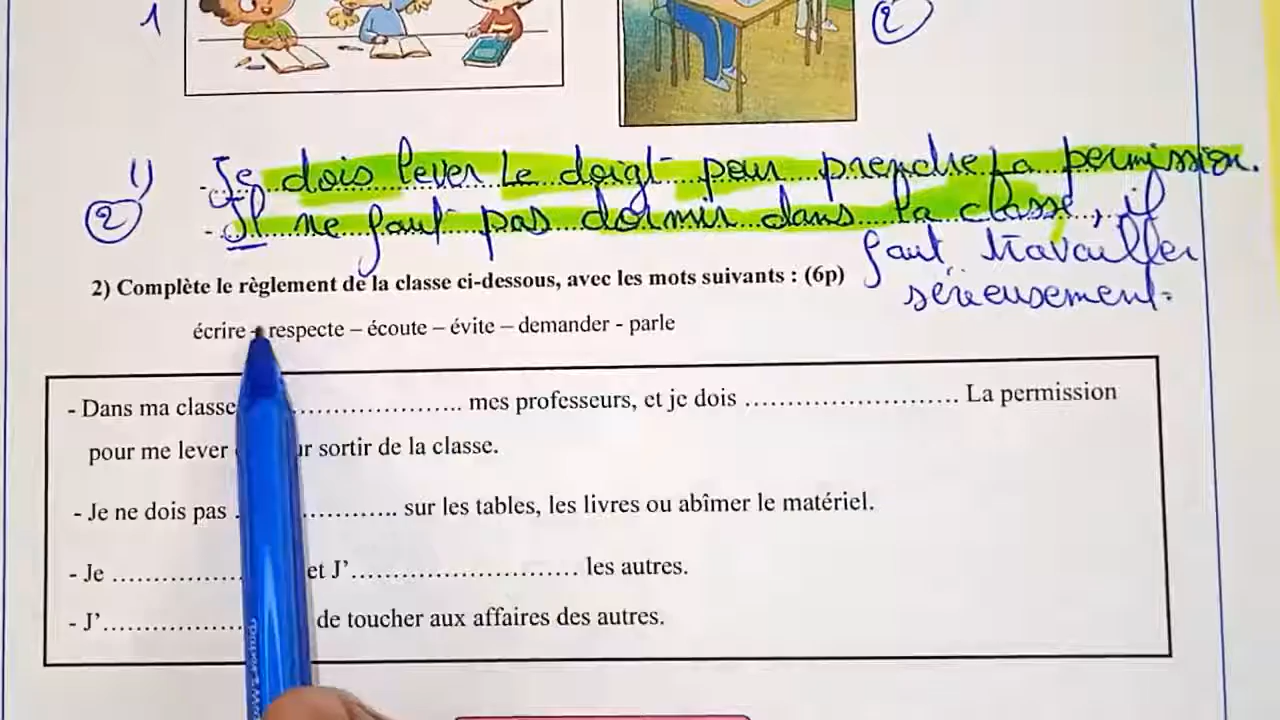 1
2
1) Je dois lever le doigt pour prendre la permission.
2 - Il ne faut pas dormir dans la classe, il
faut travailler
sérieusement.
2) Complète le règlement de la classe ci-dessous, avec les mots suivants : (6p)
écrire - respecte – écoute – évite – demander - parle
- Dans ma classe .................... mes professeurs, et je dois ........................ La permission
pour me lever sortir de la classe.
- Je ne dois pas .............. sur les tables, les livres ou abîmer le matériel.
- Je ................ et J’.......................... les autres.
- J’................ de toucher aux affaires des autres.